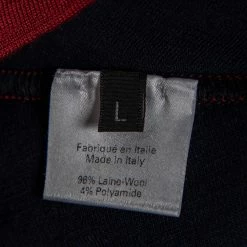 L
Fabriqué en Italie
Made in Italy
96% Laine-Wool
4% Polyamide